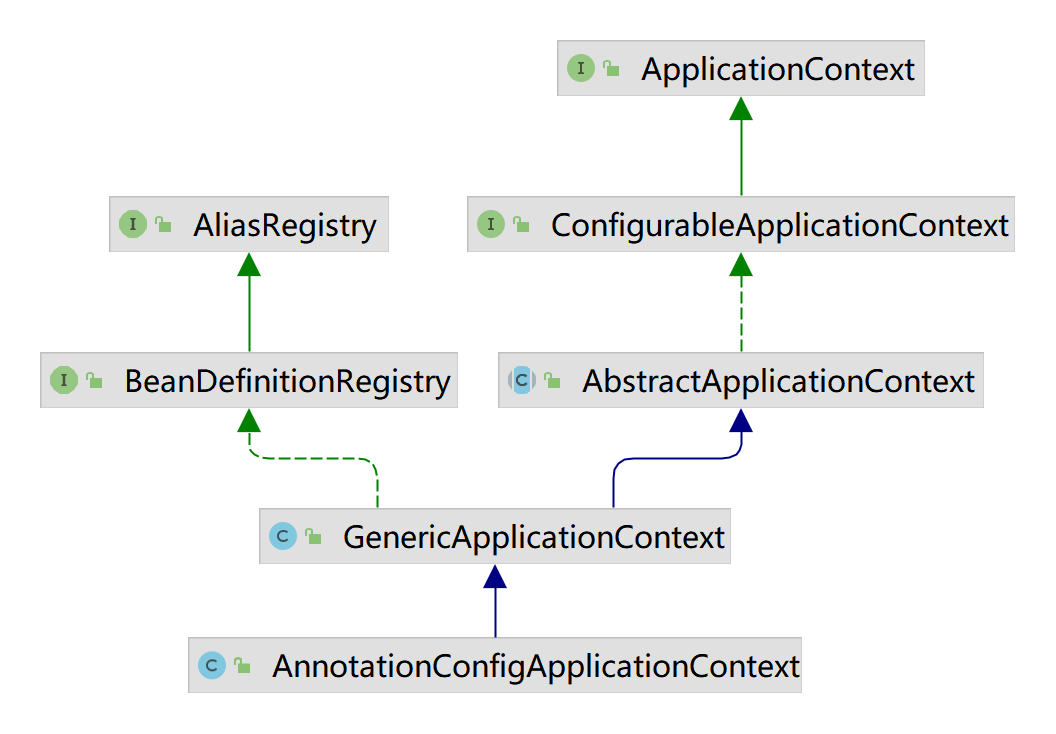 I ApplicationContext
I AliasRegistry
I ConfigurableApplicationContext
I BeanDefinitionRegistry
C AbstractApplicationContext
C GenericApplicationContext
C AnnotationConfigApplicationContext